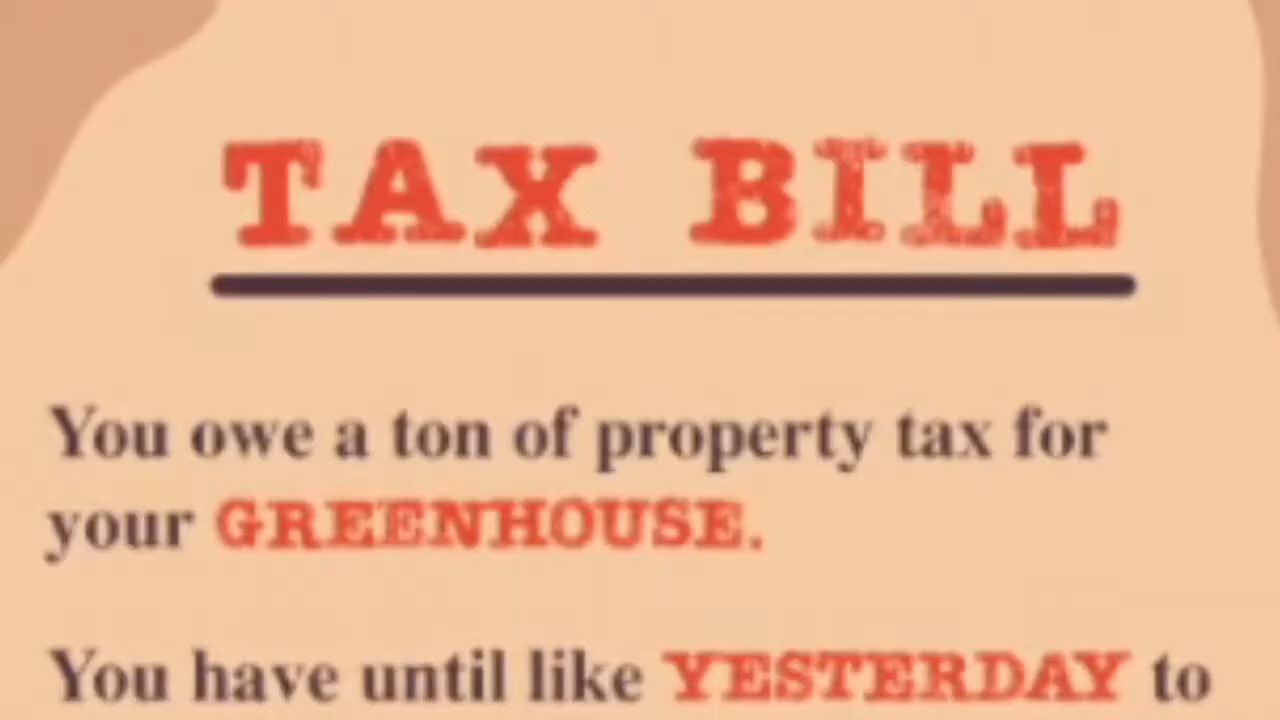 TAX BILL
You owe a ton of property tax for
your GREENHOUSE.
You have until like YESTERDAY to